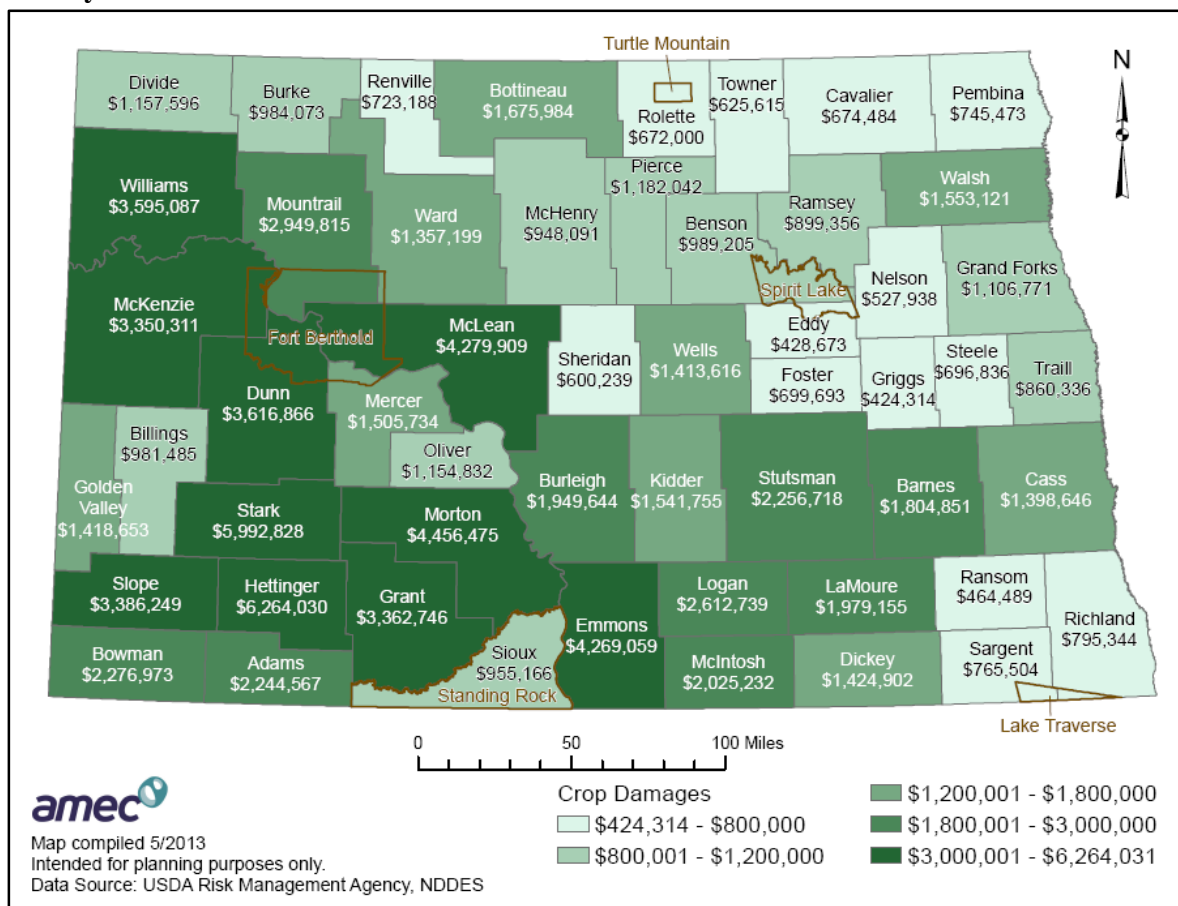 Turtle Mountain
N
Divide
$1,157,596
Burke
$984,073
Renville
$723,188
Bottineau
$1,675,984
Rolette
$672,000
Towner
$625,615
Cavalier
$674,484
Pembina
$745,473
Williams
$3,595,087
Mountrail
$2,949,815
Ward
$1,357,199
McHenry
$948,091
Pierce
$1,182,042
Benson
$989,205
Ramsey
$899,356
Walsh
$1,553,121
McKenzie
$3,350,311
Fort Berthold
McLean
$4,279,909
Sheridan
$600,239
Wells
$1,413,616
Spirit Lake
Eddy
$428,673
Nelson
$527,938
Grand Forks
$1,106,771
Foster
$699,693
Griggs
$424,314
Steele
$696,836
Traill
$860,336
Dunn
$3,616,866
Mercer
$1,505,734
Billings
$981,485
Oliver
$1,154,832
Golden
Valley
$1,418,653
Stark
$5,992,828
Morton
$4,456,475
Burleigh
$1,949,644
Kidder
$1,541,755
Stutsman
$2,256,718
Barnes
$1,804,851
Cass
$1,398,646
Slope
$3,386,249
Hettinger
$6,264,030
Grant
$3,362,746
Emmons
$4,269,059
Logan
$2,612,739
LaMoure
$1,979,155
Ransom
$464,489
Richland
$795,344
Bowman
$2,276,973
Adams
$2,244,567
Sioux
$955,166
Standing Rock
McIntosh
$2,025,232
Dickey
$1,424,902
Sargent
$765,504
Lake Traverse
0 50 100 Miles
amec
Map compiled 5/2013
Intended for planning purposes only.
Data Source: USDA Risk Management Agency, NDDES
Crop Damages
$424,314 - $800,000
$800,001 - $1,200,000
$1,200,001 - $1,800,000
$1,800,001 - $3,000,000
$3,000,001 - $6,264,031